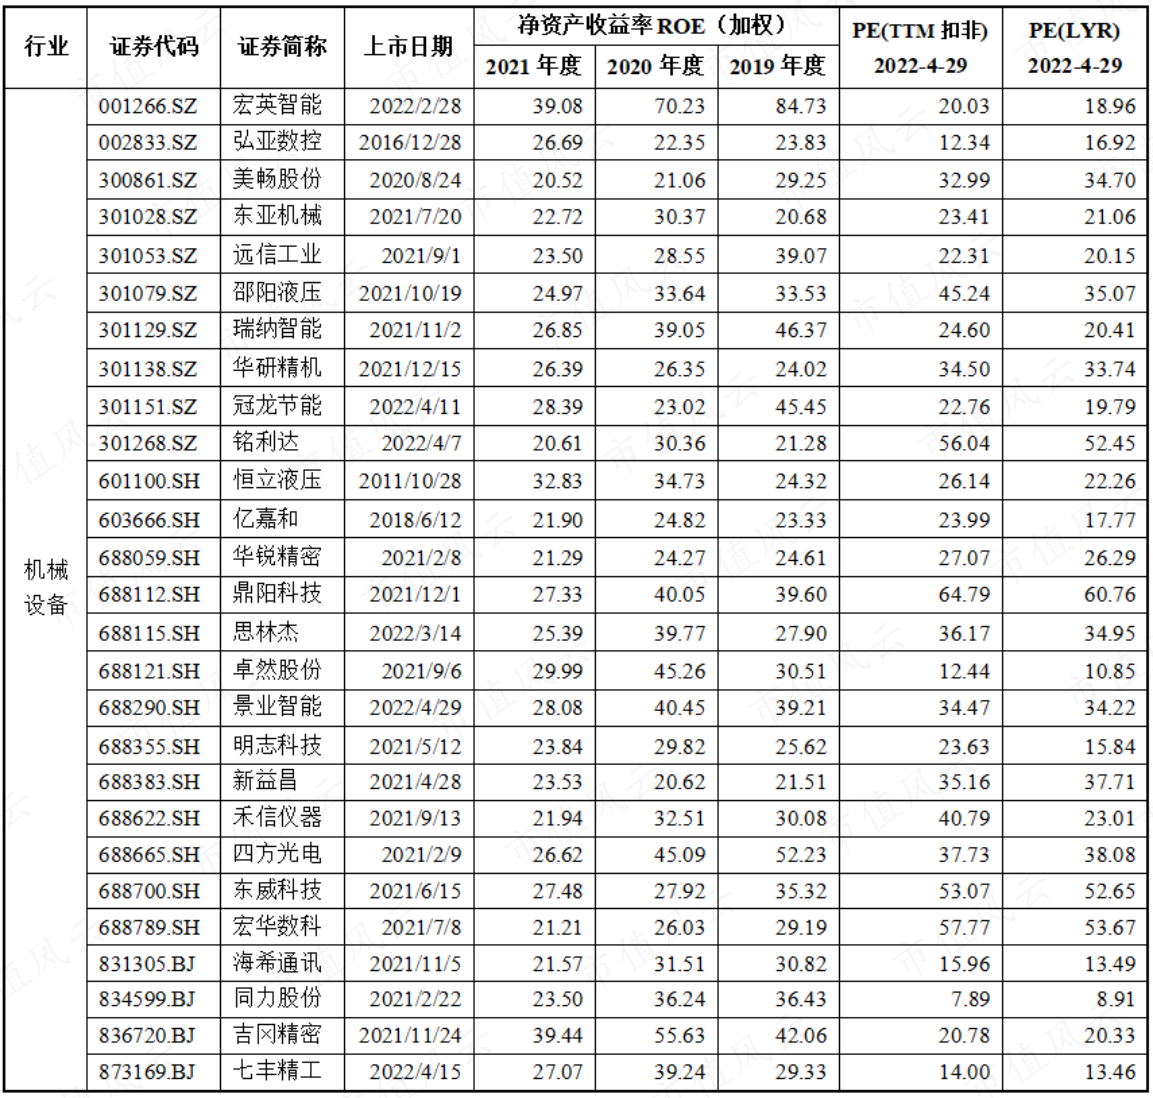 行业 证券代码 证券简称 上市日期 净资产收益率 ROE（加权） PE(TTM 扣非) 2022-4-29 PE(LYR) 2022-4-29
2021 年度 2020 年度 2019 年度
机械设备
001266.SZ 宏英智能 2022/2/28 39.08 70.23 84.73 20.03 18.96
002833.SZ 弘亚数控 2016/12/28 26.69 22.35 23.83 12.34 16.92
300861.SZ 美畅股份 2020/8/24 20.52 21.06 29.25 32.99 34.70
301028.SZ 东亚机械 2021/7/20 22.72 30.37 20.68 23.41 21.06
301053.SZ 远信工业 2021/9/1 23.50 28.55 39.07 22.31 20.15
301079.SZ 邵阳液压 2021/10/19 24.97 33.64 33.53 45.24 35.07
301129.SZ 瑞纳智能 2021/11/2 26.85 39.05 46.37 24.60 20.41
301138.SZ 华研精机 2021/12/15 26.39 26.35 24.02 34.50 33.74
301151.SZ 冠龙节能 2022/4/11 28.39 23.02 45.45 22.76 19.79
301268.SZ 铭利达 2022/4/7 20.61 30.36 21.28 56.04 52.45
601100.SH 恒立液压 2011/10/28 32.83 34.73 24.32 26.14 22.26
603666.SH 亿嘉和 2018/6/12 21.90 24.82 23.33 23.99 17.77
688059.SH 华锐精密 2021/2/8 21.29 24.27 24.61 27.07 26.29
688112.SH 鼎阳科技 2021/12/1 27.33 40.05 39.60 64.79 60.76
688115.SH 思林杰 2022/3/14 25.39 39.77 27.90 36.17 34.95
688121.SH 卓然股份 2021/9/6 29.99 45.26 30.51 12.44 10.85
688290.SH 景业智能 2022/4/29 28.08 40.45 39.21 34.47 34.22
688355.SH 明志科技 2021/5/12 23.84 29.82 25.62 23.63 15.84
688383.SH 新益昌 2021/4/28 23.53 20.62 21.51 35.16 37.71
688622.SH 禾信仪器 2021/9/13 21.94 32.51 30.08 40.79 23.01
688665.SH 四方光电 2021/2/9 26.62 45.09 52.23 37.73 38.08
688700.SH 东威科技 2021/6/15 27.48 27.92 35.32 53.07 52.65
688789.SH 宏华数科 2021/7/8 21.21 26.03 29.19 57.77 53.67
831305.BJ 海希通讯 2021/11/5 21.57 31.51 30.82 15.96 13.49
834599.BJ 同力股份 2021/2/22 23.50 36.24 36.43 7.89 8.91
836720.BJ 吉冈精密 2021/11/24 39.44 55.63 42.06 20.78 20.33
873169.BJ 七丰精工 2022/4/15 27.07 39.24 29.33 14.00 13.46
市值风云